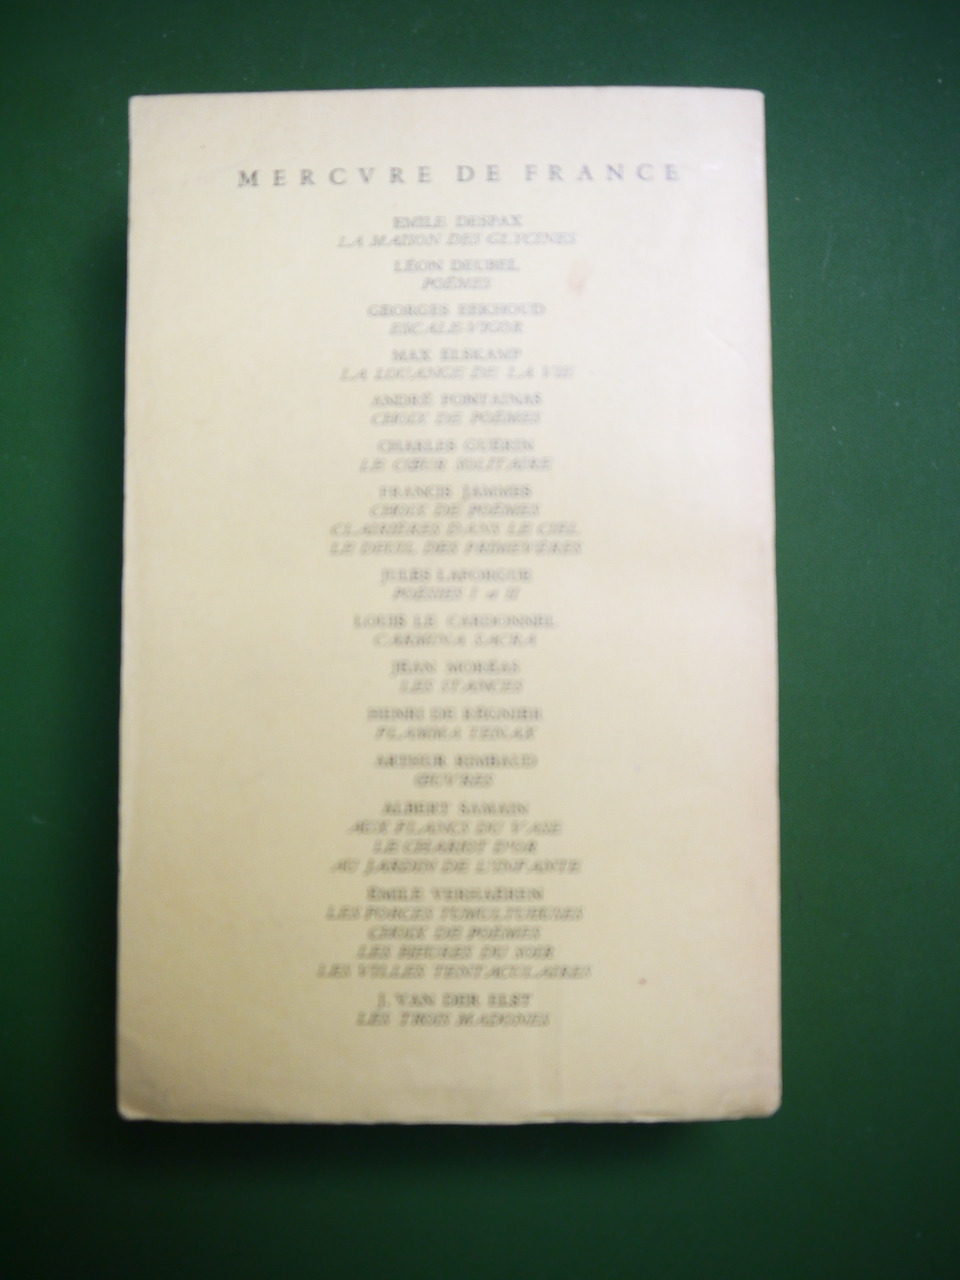 MERCVRE DE FRANCE
EMILE DESPAX
LA MAISON DES GLYCINES
LÉON DEUBEL
POÈMES
GEORGES EEKHOUD
ESCAL-VIGOR
MAX ELSKAMP
LA LOUANGE DE LA VIE
ANDRÉ FONTAINAS
CHOIX DE POÈMES
CHARLES GUÉRIN
LE CŒUR SOLITAIRE
FRANCIS JAMMES
CHOIX DE POÈMES
CLAIRIÈRES DANS LE CIEL
LE DEUIL DES PRIMEVÈRES
JULES LAFORGUE
POÉSIES I et II
LOUIS LE CARDONNEL
CARMINA SACRA
JEAN MORÉAS
LES STANCES
HENRI DE RÉGNIER
FLAMMA TENAX
ARTHUR RIMBAUD
ŒUVRES
ALBERT SAMAIN
AUX FLANCS DU VASE
LE CHARIOT D'OR
AU JARDIN DE L'INFANTE
ÉMILE VERHAEREN
LES FORCES TUMULTUEUSES
CHOIX DE POÈMES
LES HEURES DU SOIR
LES VILLES TENTACULAIRES
J. VAN DER ELST
LES TROIS MADONES